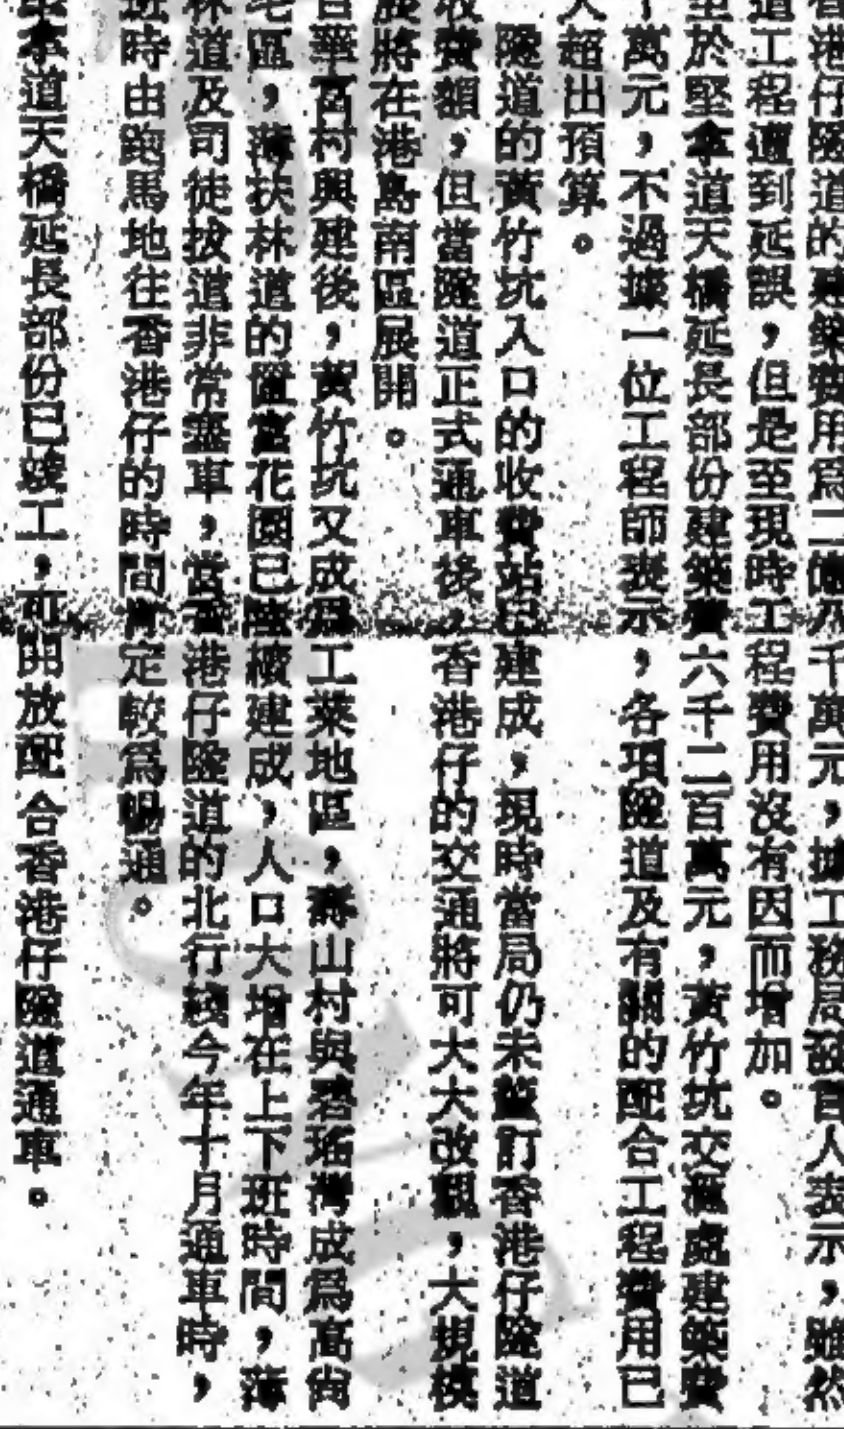 香港仔隧道的建築費用爲二億八千萬元，據工務局發言人表示，雖然
道工程遭到延誤，但是至現時工程費用沒有因而增加。
至於堅拿道天橋延長部份建築費六千二百萬元，黃竹坑交滙處建築費
萬元，不過據一位工程師表示，各項隧道及有關的配合工程費用已
大超出預算。
隧道的黃竹坑入口的收費站已建成，現時當局仍未釐訂香港仔隧道
收費額，但當隧道正式通車後，香港仔的交通將可大大改觀，大規模
展將在港島南區展開。
自華富村興建後，黃竹坑又成爲工業地區，壽山村與碧瑤灣成爲高尚
宅區，薄扶林道的置富花園已陸續建成，人口大增在上下班時間，薄
林道及司徒拔道非常塞車，當香港仔隧道的北行綫今年十月通車時，
班時由跑馬地往香港仔的時間肯定較爲暢通。
堅拿道天橋延長部份已竣工，可開放配合香港仔隧道通車。